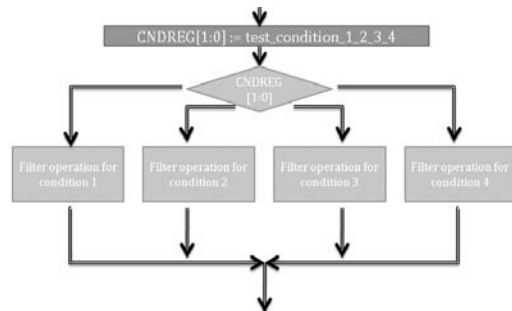 CNDREG[1:0] := test_condition_1_2_3_4
CNDREG
[1:0]
Filter operation for
condition 1
Filter operation for
condition 2
Filter operation for
condition 3
Filter operation for
condition 4